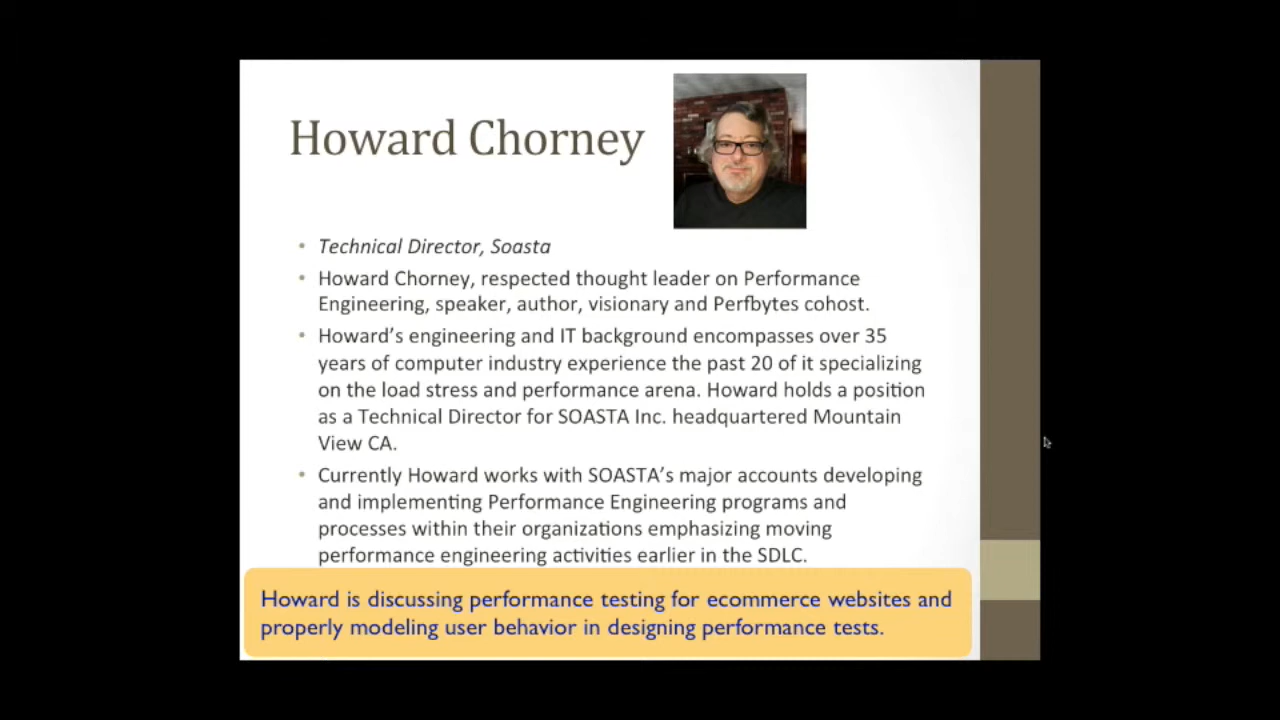 Howard Chorney
• Technical Director, Soasta
• Howard Chorney, respected thought leader on Performance
Engineering, speaker, author, visionary and Perfbytes cohost.
• Howard's engineering and IT background encompasses over 35
years of computer industry experience the past 20 of it specializing
on the load stress and performance arena. Howard holds a position
as a Technical Director for SOASTA Inc. headquartered Mountain
View CA.
• Currently Howard works with SOASTA's major accounts developing
and implementing Performance Engineering programs and
processes within their organizations emphasizing moving
performance engineering activities earlier in the SDLC.
Howard is discussing performance testing for ecommerce websites and
properly modeling user behavior in designing performance tests.